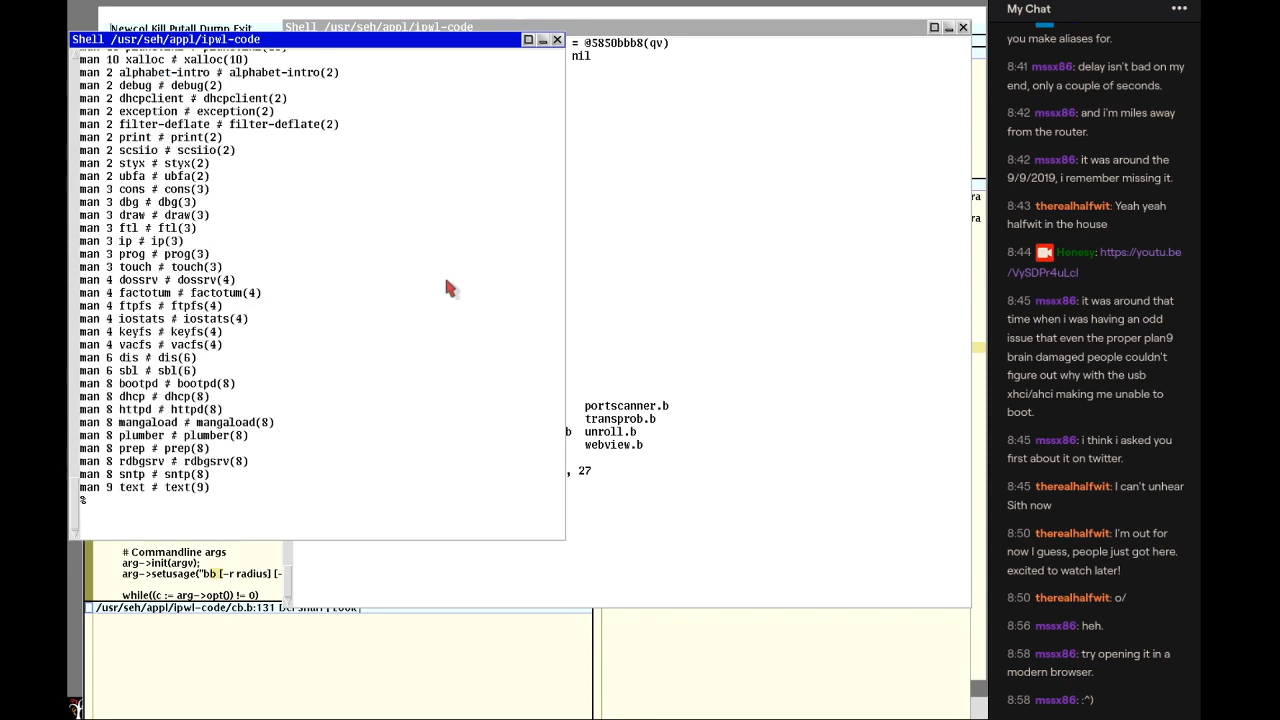 Newcol Kill Putall Dump Exit
Shell /usr/seh/appl/ipwl-code
Shell /usr/seh/appl/ipwl-code
man 10 xalloc # xalloc(10)
man 2 alphabet-intro # alphabet-intro(2)
man 2 debug # debug(2)
man 2 dhcpclient # dhcpclient(2)
man 2 exception # exception(2)
man 2 filter-deflate # filter-deflate(2)
man 2 print # print(2)
man 2 scsiio # scsiio(2)
man 2 styx # styx(2)
man 2 ubfa # ubfa(2)
man 3 cons # cons(3)
man 3 dbg # dbg(3)
man 3 draw # draw(3)
man 3 ftl # ftl(3)
man 3 ip # ip(3)
man 3 prog # prog(3)
man 3 touch # touch(3)
man 4 dossrv # dossrv(4)
man 4 factotum # factotum(4)
man 4 ftpfs # ftpfs(4)
man 4 iostats # iostats(4)
man 4 keyfs # keyfs(4)
man 4 vacfs # vacfs(4)
man 6 dis # dis(6)
man 6 sbl # sbl(6)
man 8 bootpd # bootpd(8)
man 8 dhcp # dhcp(8)
man 8 httpd # httpd(8)
man 8 mangaload # mangaload(8)
man 8 plumber # plumber(8)
man 8 prep # prep(8)
man 8 rdbgsrv # rdbgsrv(8)
man 8 sntp # sntp(8)
man 9 text # text(9)
%
= @5850bbb8(qv)
nil
portscanner.b
transprob.b
b unroll.b
webview.b
, 27
ra
ra
# Commandline args
arg->init(argv);
arg->setusage("bb [-r radius] [-
while((c := arg->opt()) != 0)
/usr/seh/appl/ipwl-code/cb.b:131 Del Snarf | Look
My Chat
you make aliases for.
8:41 mssx86: delay isn't bad on my
end, only a couple of seconds.
8:42 mssx86: and i'm miles away
from the router.
8:42 mssx86: it was around the
9/9/2019, i remember missing it.
8:43 therealhalfwit: Yeah yeah
halfwit in the house
8:44 Henesy: https://youtu.be
/VySDPr4uLcI
8:45 mssx86: it was around that
time when i was having an odd
issue that even the proper plan9
brain damaged people couldn't
figure out why with the usb
xhci/ahci making me unable to
boot.
8:45 mssx86: i think i asked you
first about it on twitter.
8:45 therealhalfwit: I can't unhear
Sith now
8:50 therealhalfwit: I'm out for
now I guess, people just got here.
excited to watch later!
8:50 therealhalfwit: o/
8:56 mssx86: heh.
8:58 mssx86: try opening it in a
modern browser.
8:58 mssx86: :^)